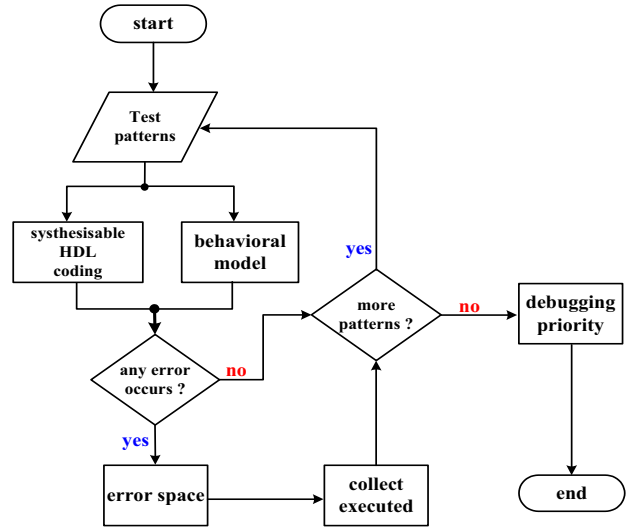 start
Test
patterns
systhesisable
HDL
coding
behavioral
model
yes
more
patterns ?
no
debugging
priority
any error
occurs ?
no
yes
error space
collect
executed
end